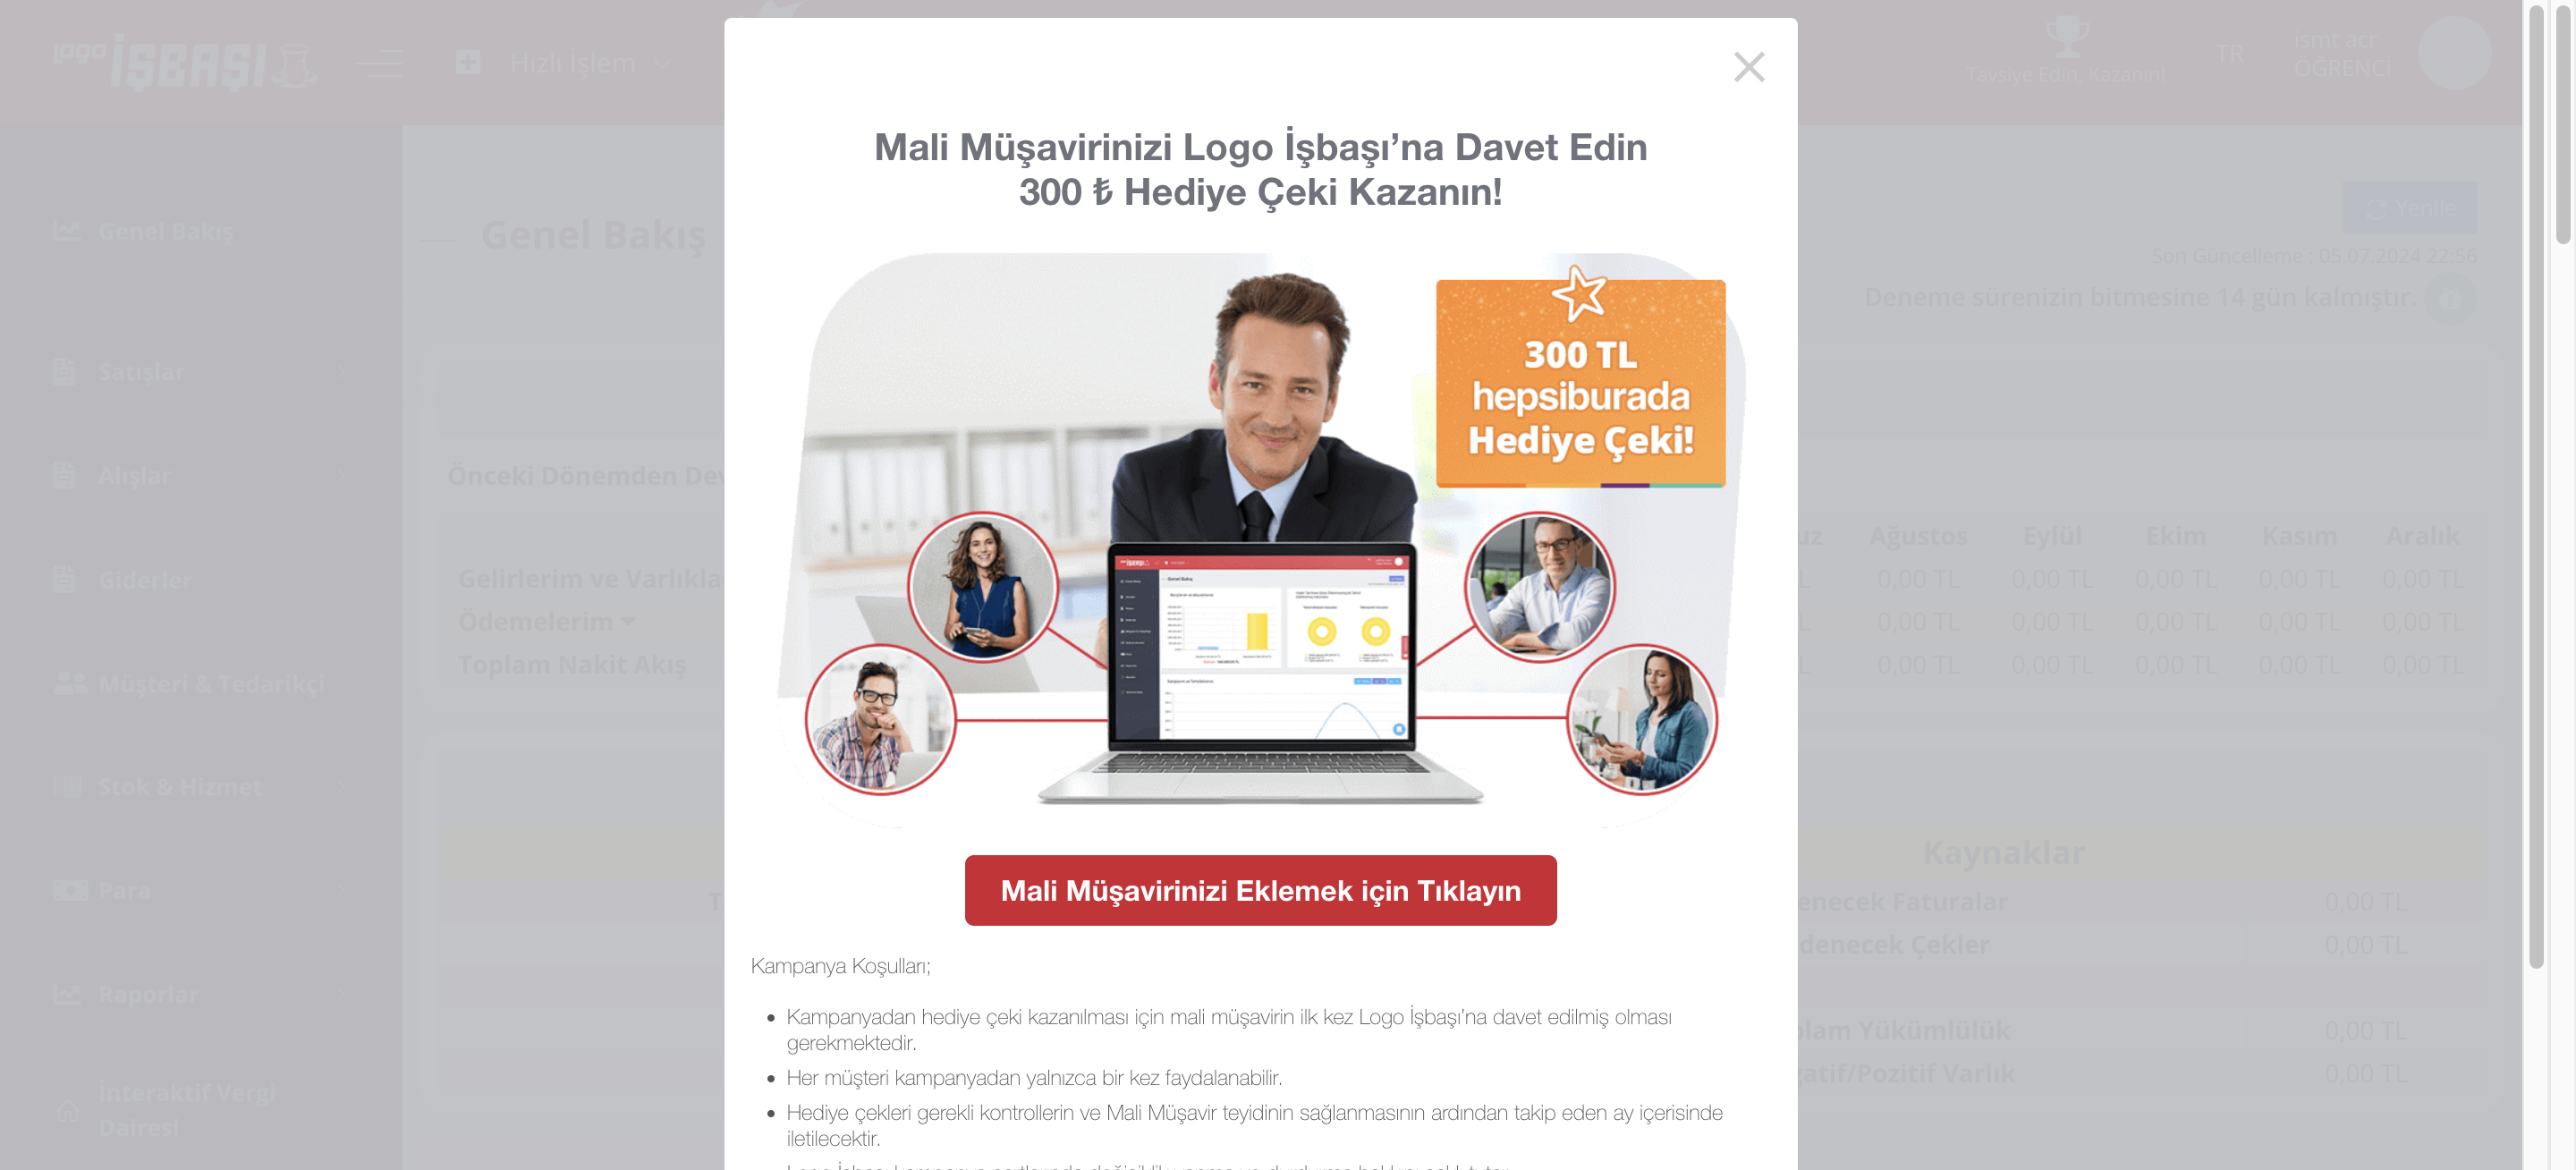 logo İŞBAŞI
Hızlı İşlem
Tavsiye Edin, Kazanın!
TR
ismt acr
ÖĞRENCİ
Genel Bakış
Satışlar
Alışlar
Giderler
Müşteri & Tedarikçi
Stok & Hizmet
Para
Raporlar
İnteraktif Vergi
Dairesi
Genel Bakış
Yenile
Son Güncelleme : 05.07.2024 22:56
Deneme sürenizin bitmesine 14 gün kalmıştır.
Önceki Dönemden
Ağustos Eylül Ekim Kasım Aralık
Gelirlerim ve
0,00 TL 0,00 TL 0,00 TL 0,00 TL 0,00 TL
Ödemelerim
0,00 TL 0,00 TL 0,00 TL 0,00 TL 0,00 TL
Toplam Nakit Akış
0,00 TL 0,00 TL 0,00 TL 0,00 TL 0,00 TL
Kaynaklar
Faturalar 0,00 TL
Çekler 0,00 TL
Yükümlülük 0,00 TL
Varlık 0,00 TL
Mali Müşavirinizi Logo İşbaşı’na Davet Edin
300 ₺ Hediye Çeki Kazanın!
300 TL
hepsiburada
Hediye Çeki!
İŞBAŞI
Genel Bakış
Mali Müşavirinizi Eklemek için Tıklayın
Kampanya Koşulları;
Kampanyadan hediye çeki kazanılması için mali müşavirin ilk kez Logo İşbaşı’na davet edilmiş olması
gerekmektedir.
Her müşteri kampanyadan yalnızca bir kez faydalanabilir.
Hediye çekleri gerekli kontrollerin ve Mali Müşavir teyidinin sağlanmasının ardından takip eden ay içerisinde
iletilecektir.